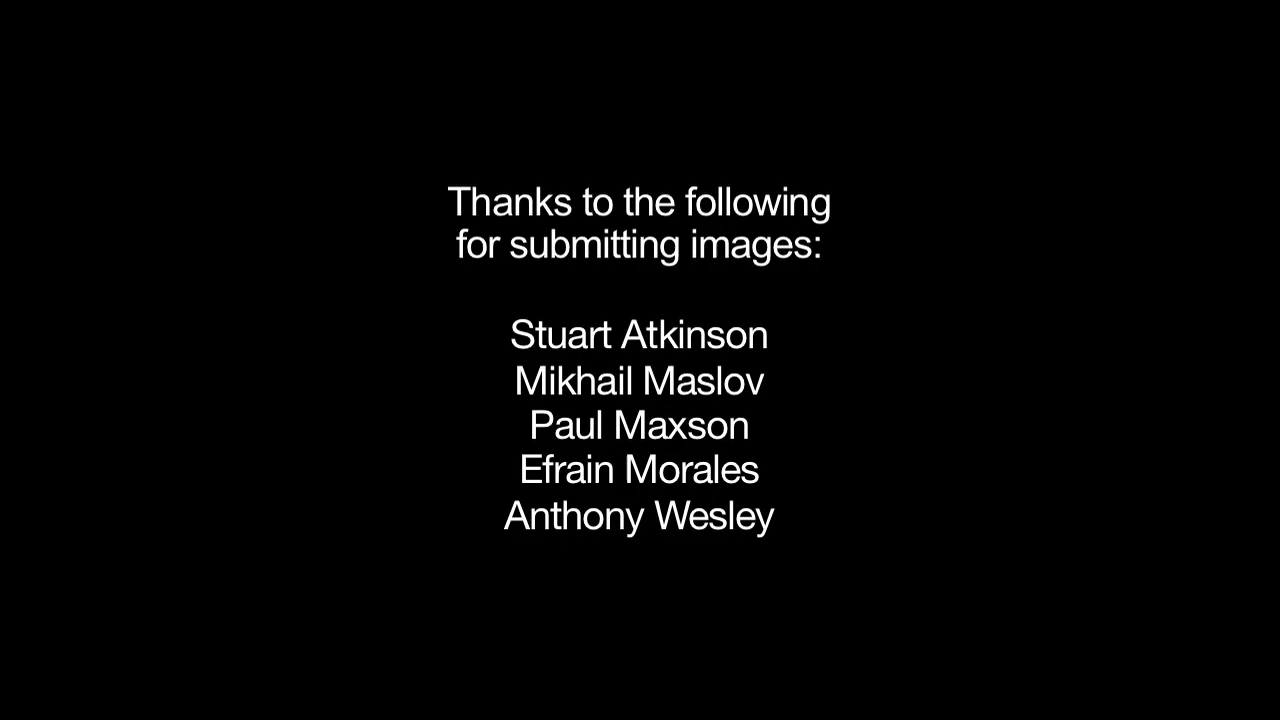 Thanks to the following
for submitting images:
Stuart Atkinson
Mikhail Maslov
Paul Maxson
Efrain Morales
Anthony Wesley